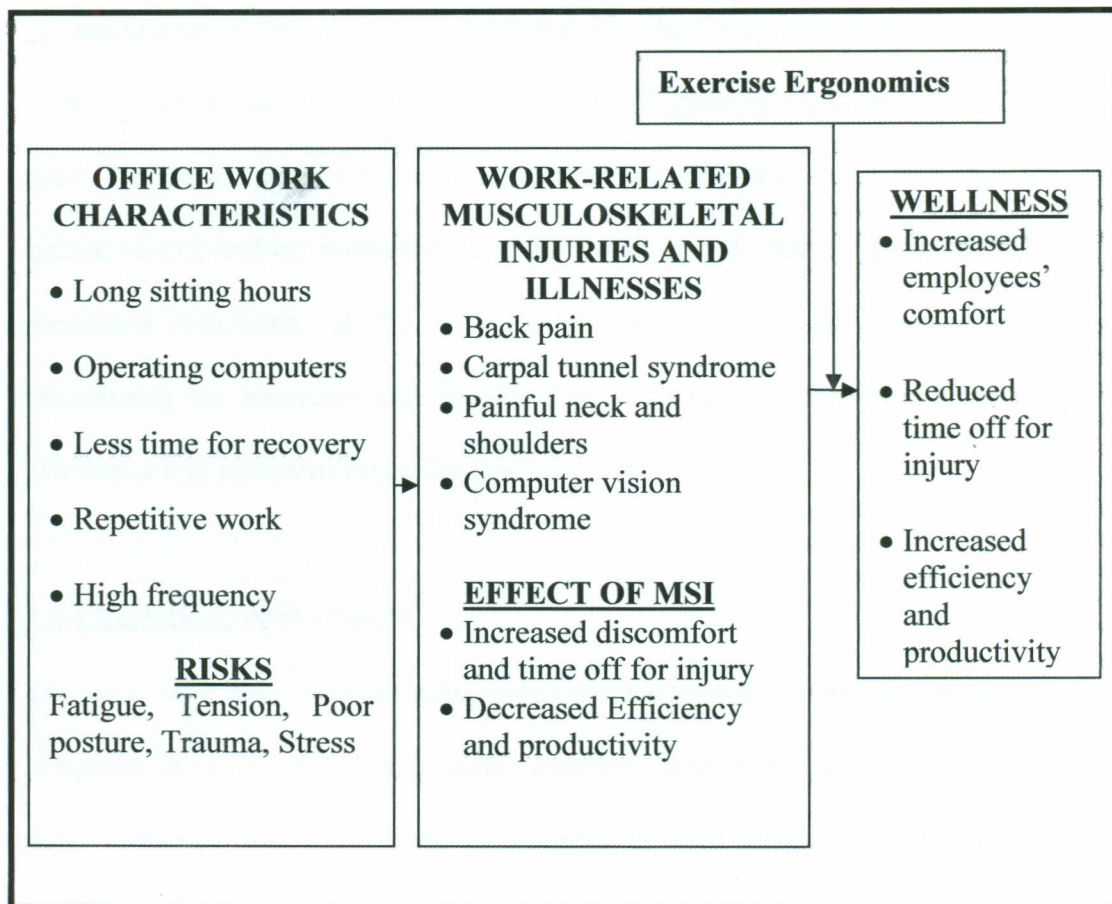 Exercise Ergonomics
OFFICE WORK
CHARACTERISTICS
• Long sitting hours
• Operating computers
• Less time for recovery
• Repetitive work
• High frequency
RISKS
Fatigue, Tension, Poor
posture, Trauma, Stress
WORK-RELATED
MUSCULOSKELETAL
INJURIES AND
ILLNESSES
• Back pain
• Carpal tunnel syndrome
• Painful neck and
shoulders
• Computer vision
syndrome
EFFECT OF MSI
• Increased discomfort
and time off for injury
• Decreased Efficiency
and productivity
WELLNESS
• Increased
employees’
comfort
• Reduced
time off for
injury
• Increased
efficiency
and
productivity